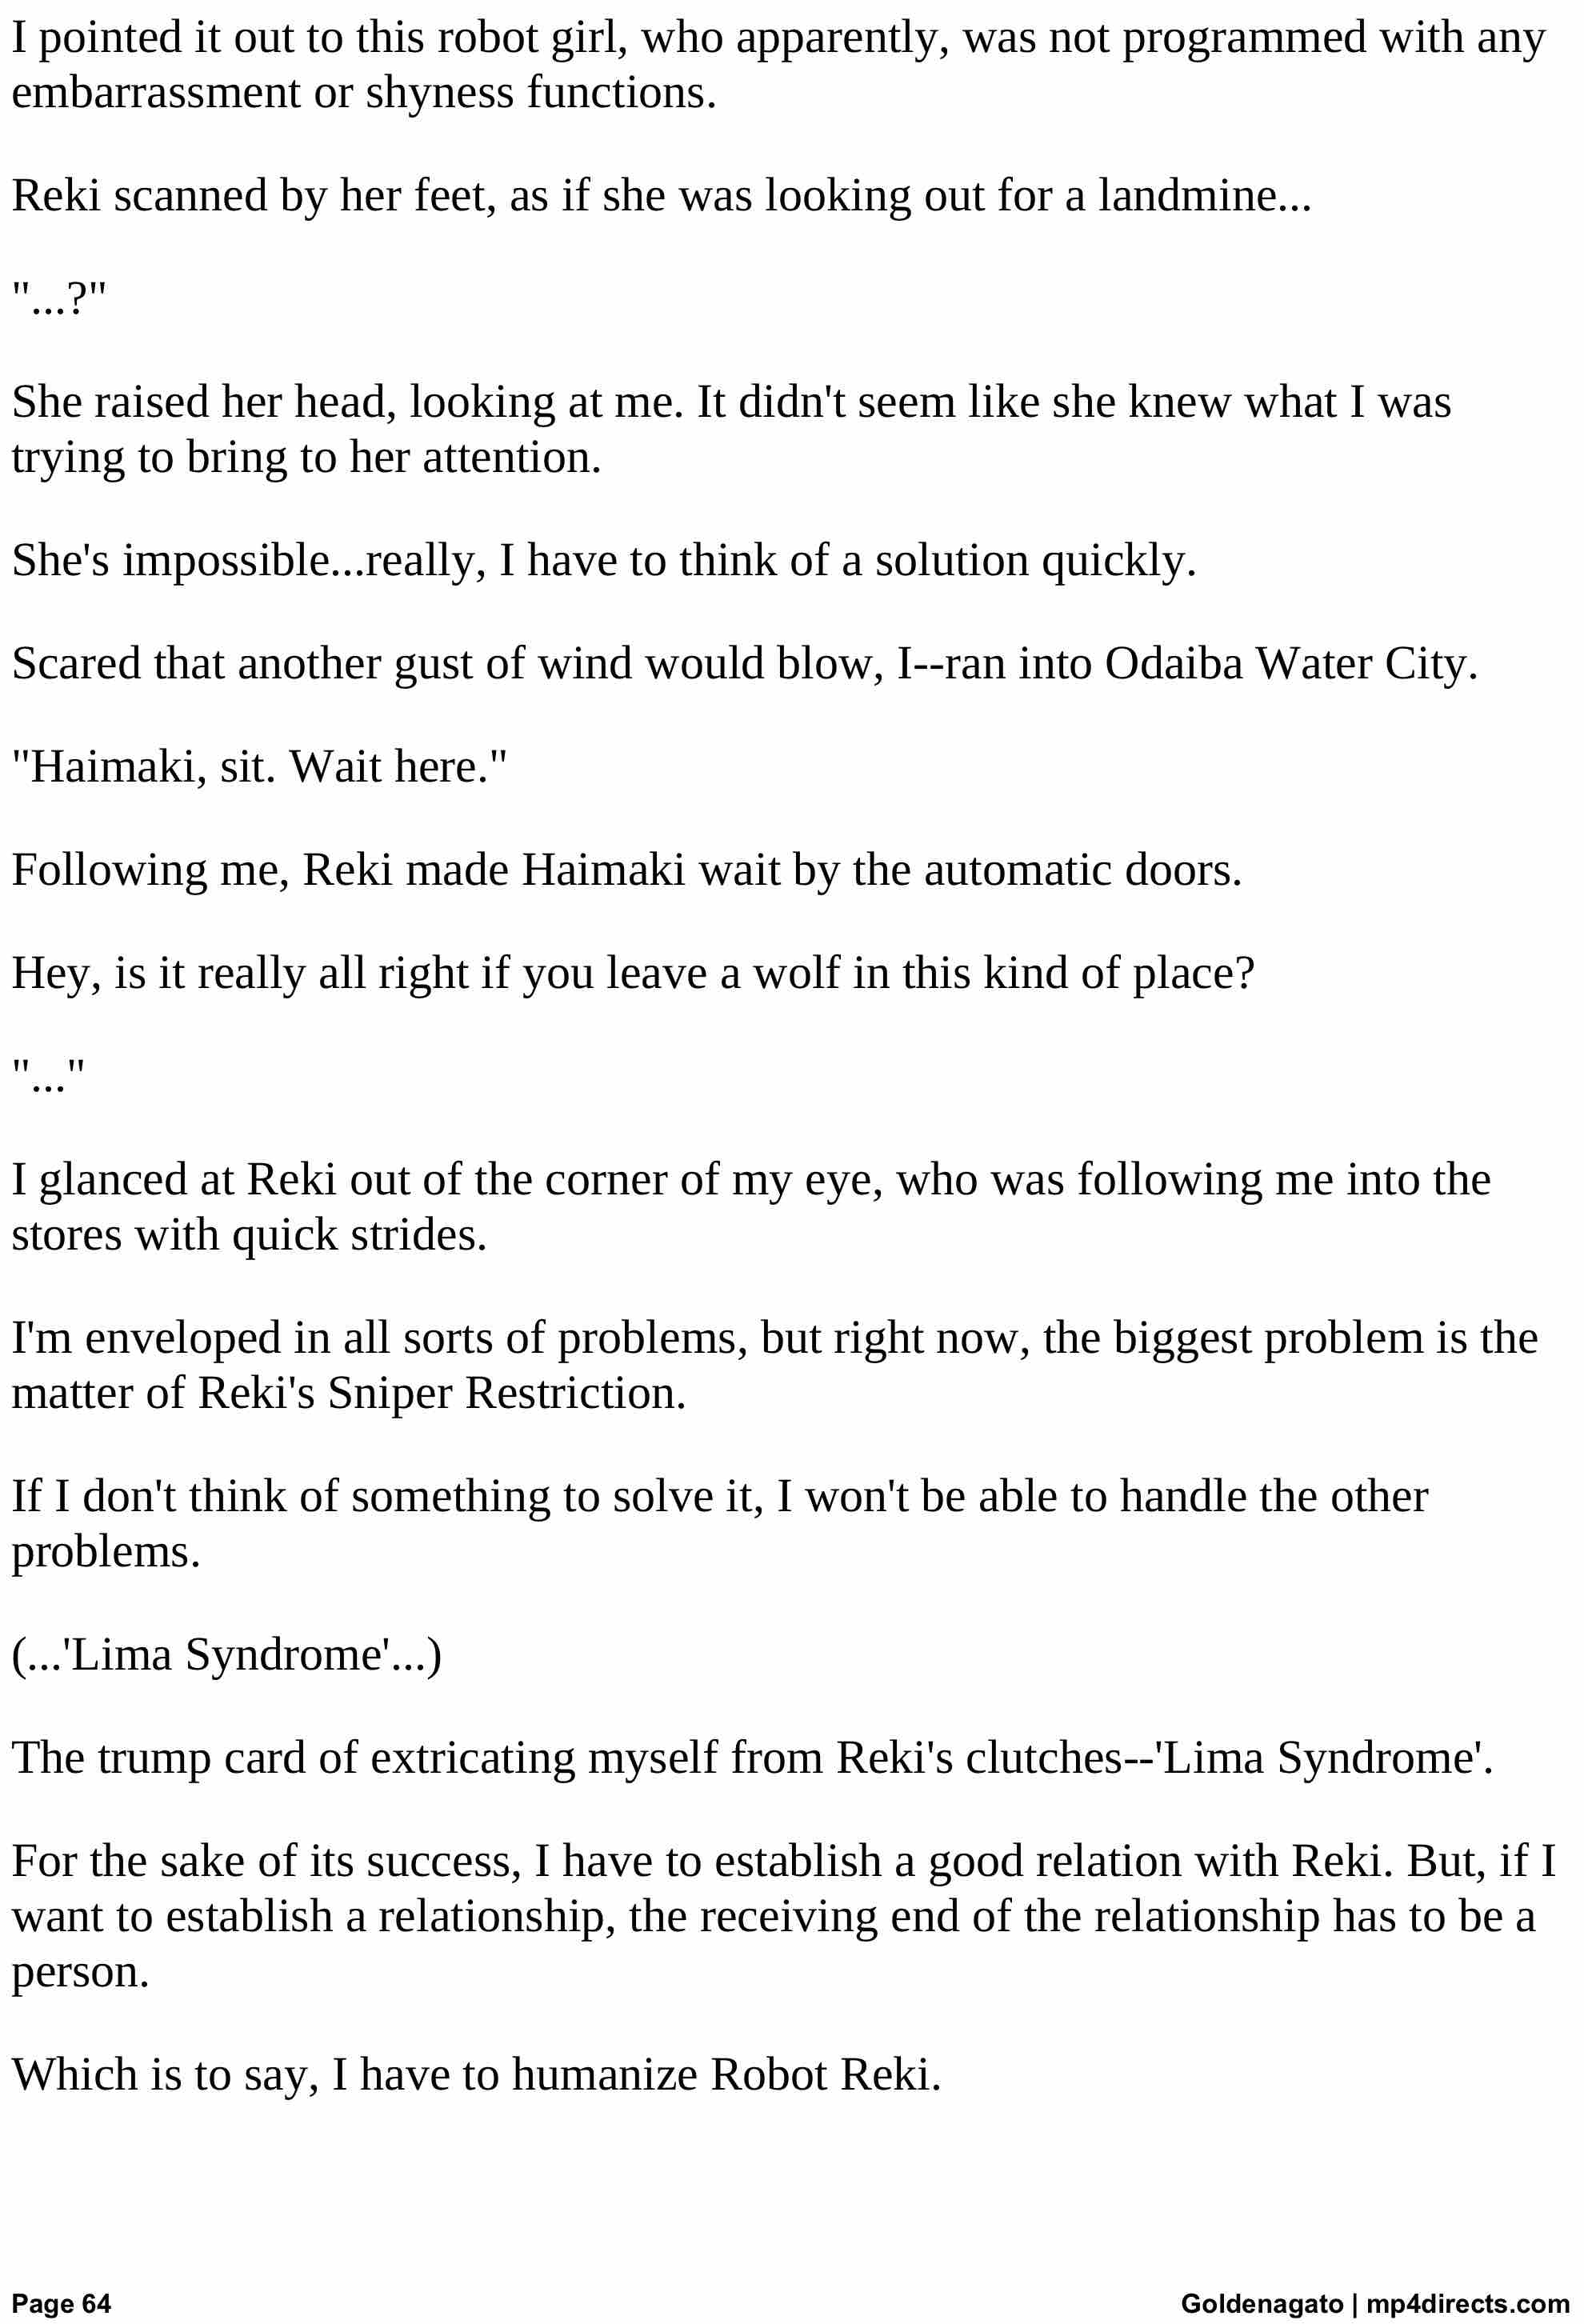 I pointed it out to this robot girl, who apparently, was not programmed with any
embarrassment or shyness functions.
Reki scanned by her feet, as if she was looking out for a landmine...
"...?"
She raised her head, looking at me. It didn't seem like she knew what I was
trying to bring to her attention.
She's impossible...really, I have to think of a solution quickly.
Scared that another gust of wind would blow, I--ran into Odaiba Water City.
"Haimaki, sit. Wait here."
Following me, Reki made Haimaki wait by the automatic doors.
Hey, is it really all right if you leave a wolf in this kind of place?
"..."
I glanced at Reki out of the corner of my eye, who was following me into the
stores with quick strides.
I'm enveloped in all sorts of problems, but right now, the biggest problem is the
matter of Reki's Sniper Restriction.
If I don't think of something to solve it, I won't be able to handle the other
problems.
(...'Lima Syndrome'...)
The trump card of extricating myself from Reki's clutches--'Lima Syndrome'.
For the sake of its success, I have to establish a good relation with Reki. But, if I
want to establish a relationship, the receiving end of the relationship has to be a
person.
Which is to say, I have to humanize Robot Reki.
Page 64
Goldenagato | mp4directs.com